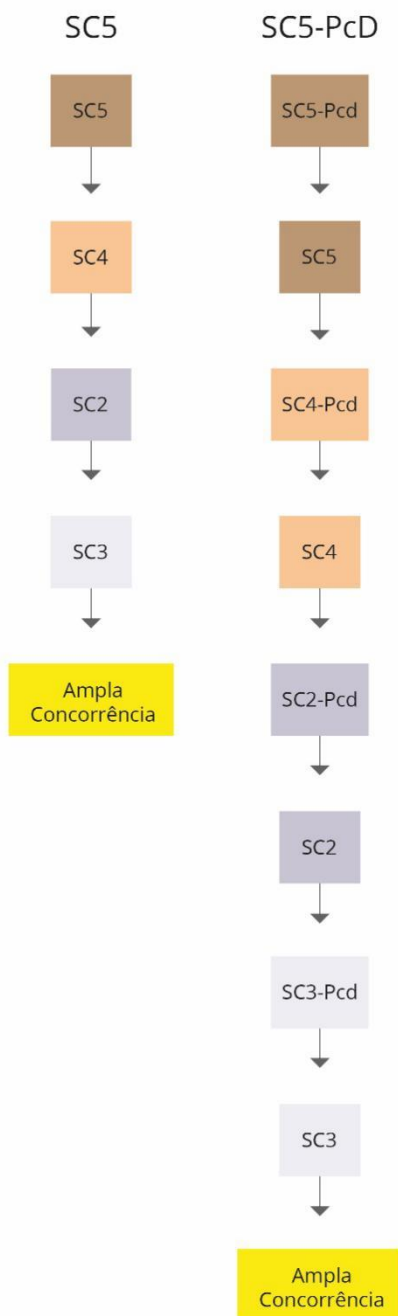 SC5
SC5
SC4
SC2
SC3
Ampla
Concorrência
SC5-PcD
SC5-Pcd
SC5
SC4-Pcd
SC4
SC2-Pcd
SC2
SC3-Pcd
SC3
Ampla
Concorrência